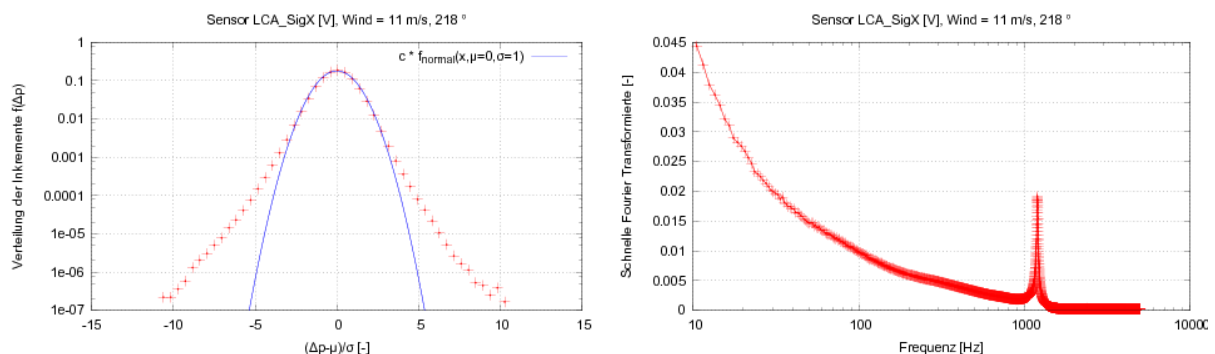 Sensor LCA_SigX [V], Wind = 11 m/s, 218 °
Verteilung der Inkremente f(Δp)
1
0.1
0.01
0.001
0.0001
1e-05
1e-06
1e-07
c * fnormal(x,μ=0,σ=1)
-15
-10
-5
0
5
10
15
(Δp-μ)/σ [-]
Sensor LCA_SigX [V], Wind = 11 m/s, 218 °
Schnelle Fourier Transformierte [-]
0.045
0.04
0.035
0.03
0.025
0.02
0.015
0.01
0.005
0
10
100
1000
10000
Frequenz [Hz]